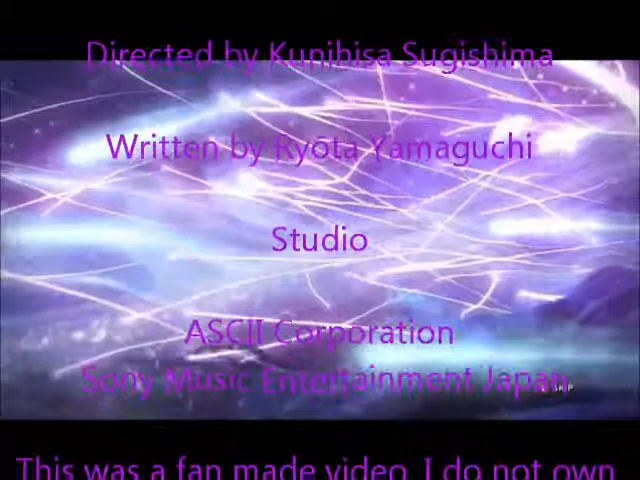 Directed by Kunihisa Sugishima
Written by Ryōta Yamaguchi
Studio
ASCII Corporation
Sony Music Entertainment Japan
This was a fan made video. I do not own